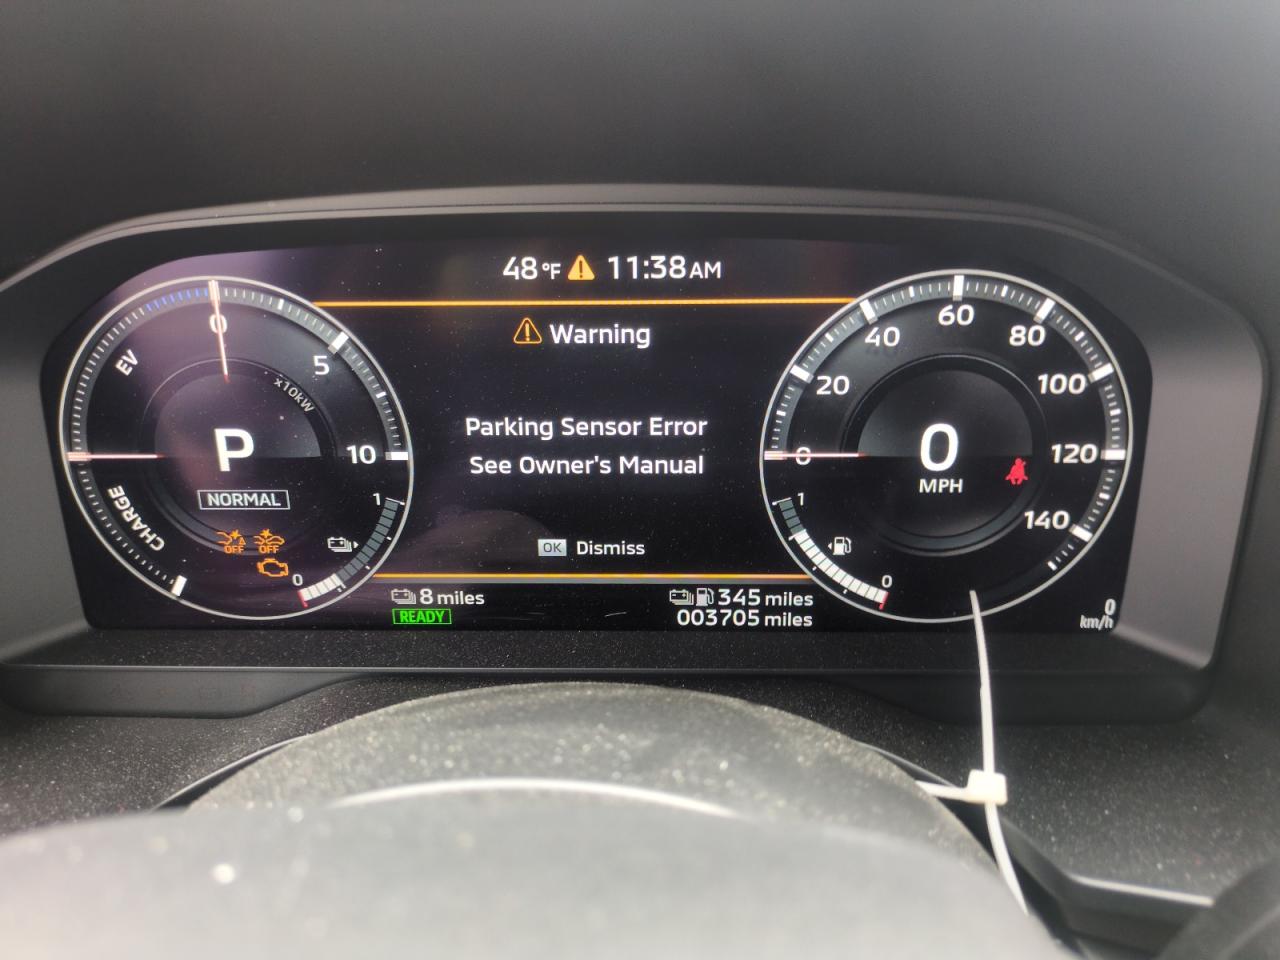 48°F 11:38AM
Warning
Parking Sensor Error
See Owner's Manual
OK Dismiss
EV
0
5
10
x10kW
CHARGE
P
NORMAL
OFF OFF
1
0
8 miles
READY
345 miles
003705 miles
0
20
40
60
80
100
120
140
0
MPH
1
0
0
km/h